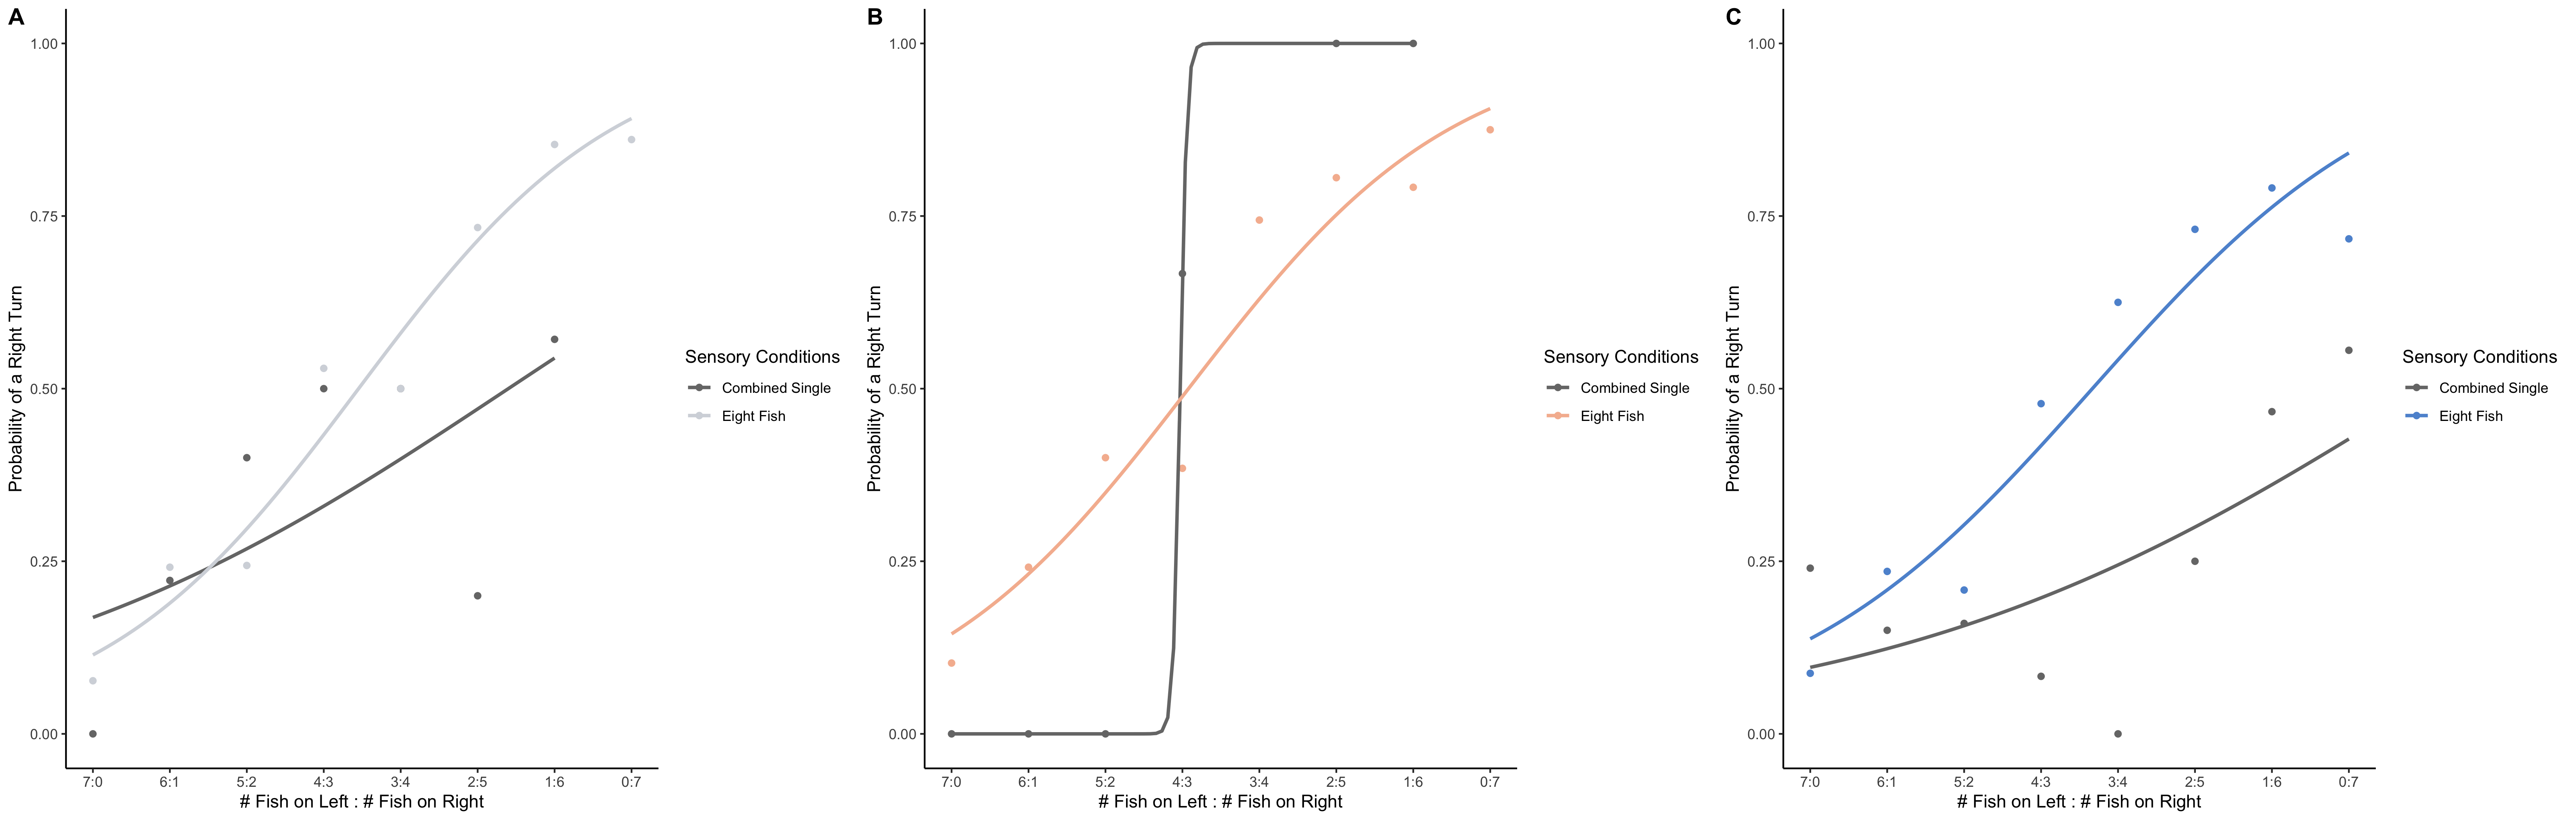 A
Probability of a Right Turn
1.00
0.75
0.50
0.25
0.00
7:0 6:1 5:2 4:3 3:4 2:5 1:6 0:7
# Fish on Left : # Fish on Right
Sensory Conditions
Combined Single
Eight Fish
B
Probability of a Right Turn
1.00
0.75
0.50
0.25
0.00
7:0 6:1 5:2 4:3 3:4 2:5 1:6 0:7
# Fish on Left : # Fish on Right
Sensory Conditions
Combined Single
Eight Fish
C
Probability of a Right Turn
1.00
0.75
0.50
0.25
0.00
7:0 6:1 5:2 4:3 3:4 2:5 1:6 0:7
# Fish on Left : # Fish on Right
Sensory Conditions
Combined Single
Eight Fish